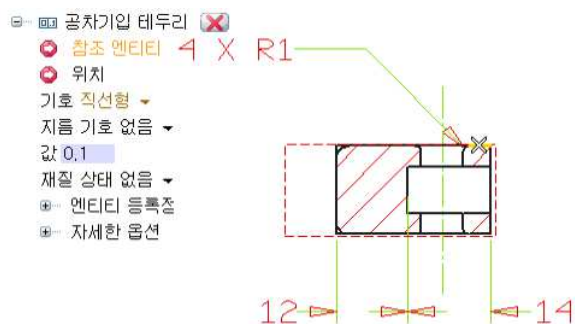 공차기입 테두리
참조 엔티티
위치
기호 직선형
지름 기호 없음
값 0,1
재질 상태 없음
엔티티 등록정
자세한 옵션
4 X R1
12
14